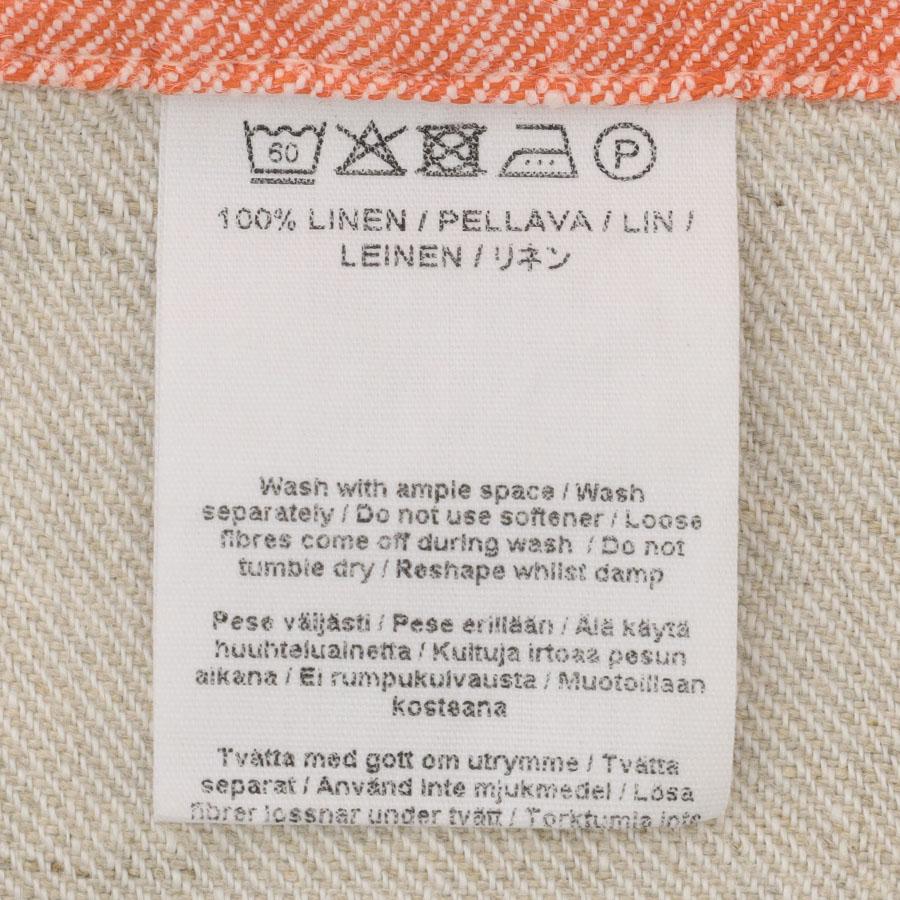 60 P
100% LINEN / PELLAVA / LIN /
LEINEN / リネン
Wash with ample space / Wash
separately / Do not use softener / Loose
fibres come off during wash / Do not
tumble dry / Reshape whilst damp
Pese väljästi / Pese erillään / Älä käytä
huuhteluainetta / Kuituja irtoaa pesun
aikana / Ei rumpukuivausta / Muotoillaan
kosteana
Tvätta med gott om utrymme / Tvätta
separat / Använd inte mjukmedel / Lösa
fibrer lossnar under tvätt / Torktumla inte